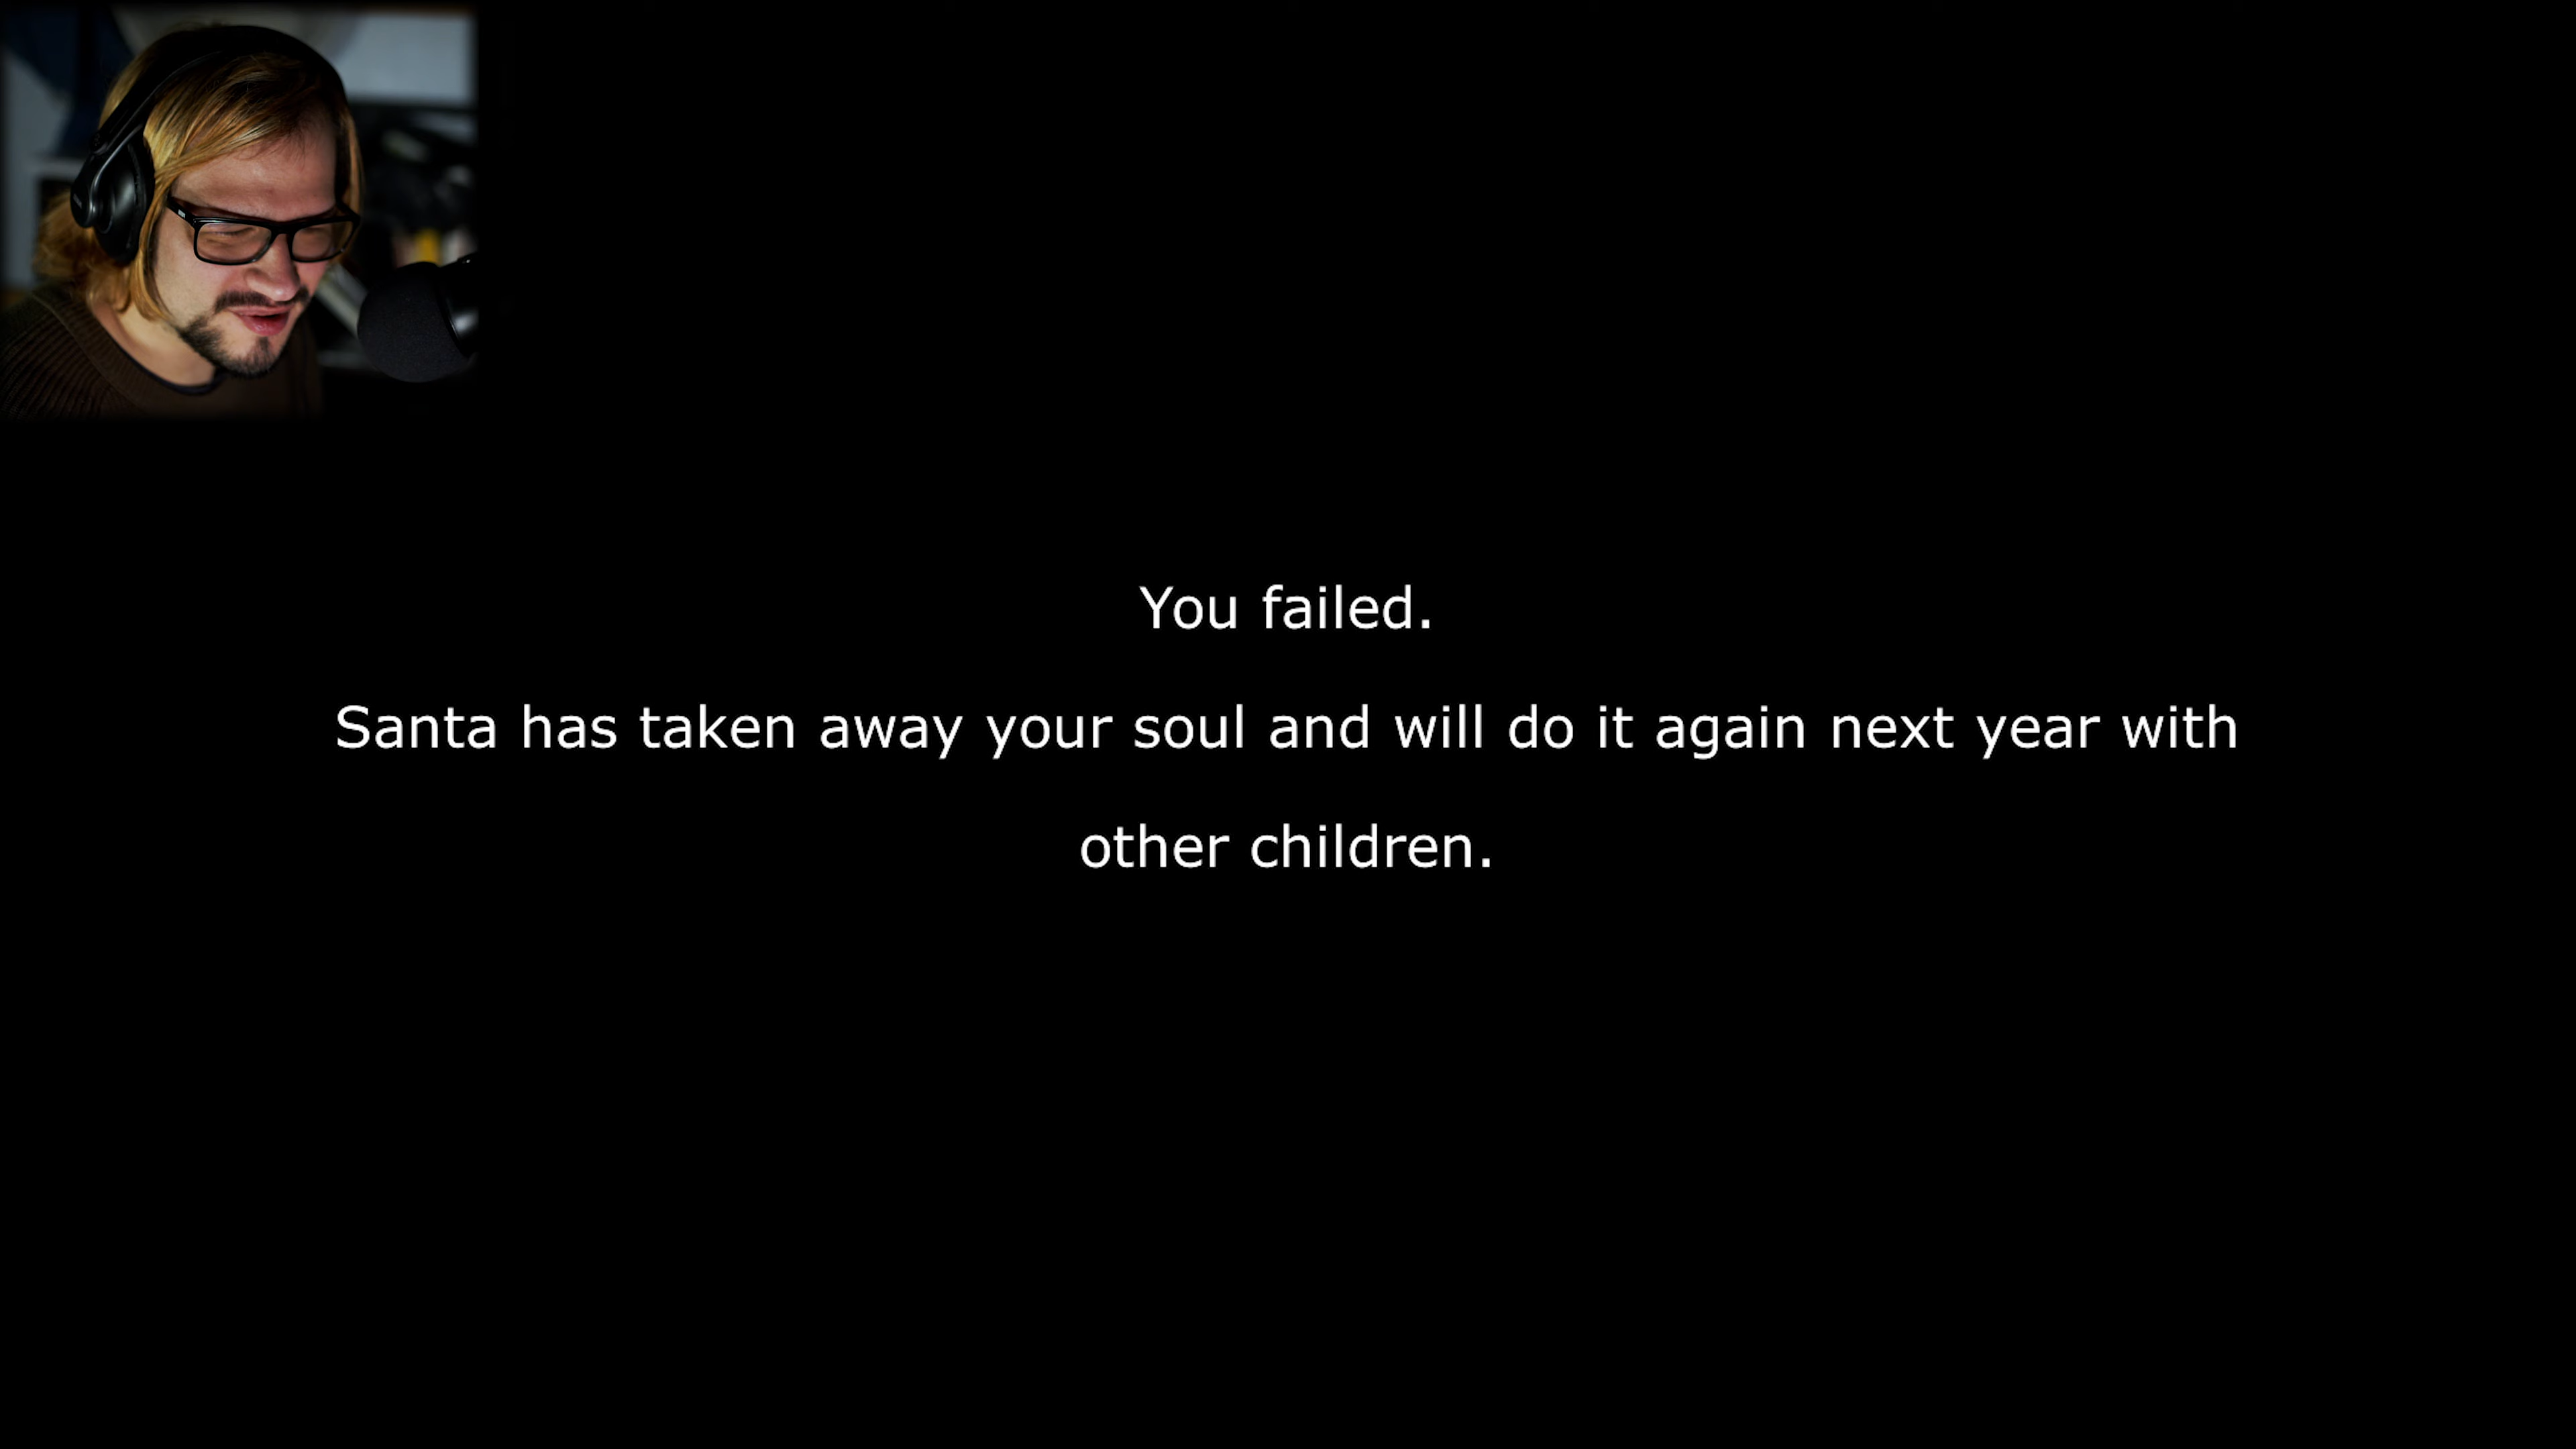 You failed.
Santa has taken away your soul and will do it again next year with
other children.